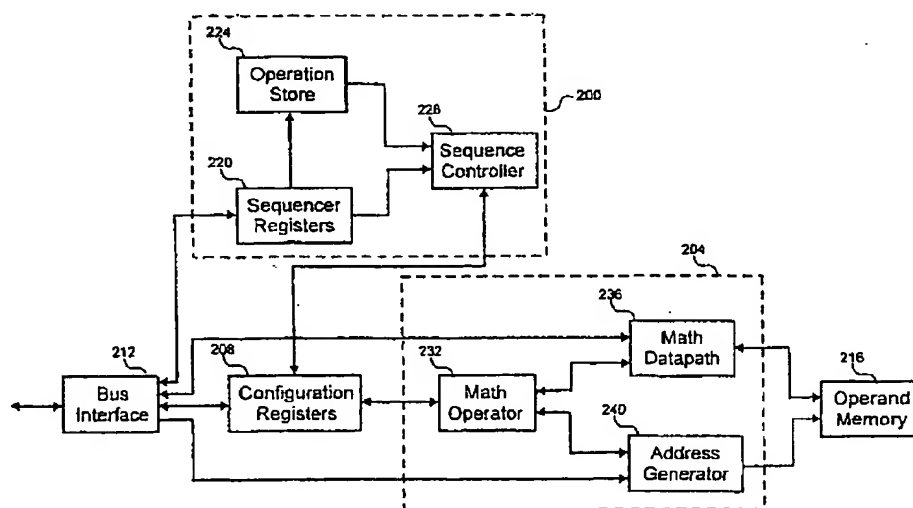 224
Operation
Store
200
228
Sequence
Controller
220
Sequencer
Registers
204
236
Math
Datapath
212
Bus
Interface
208
Configuration
Registers
232
Math
Operator
216
Operand
Memory
240
Address
Generator